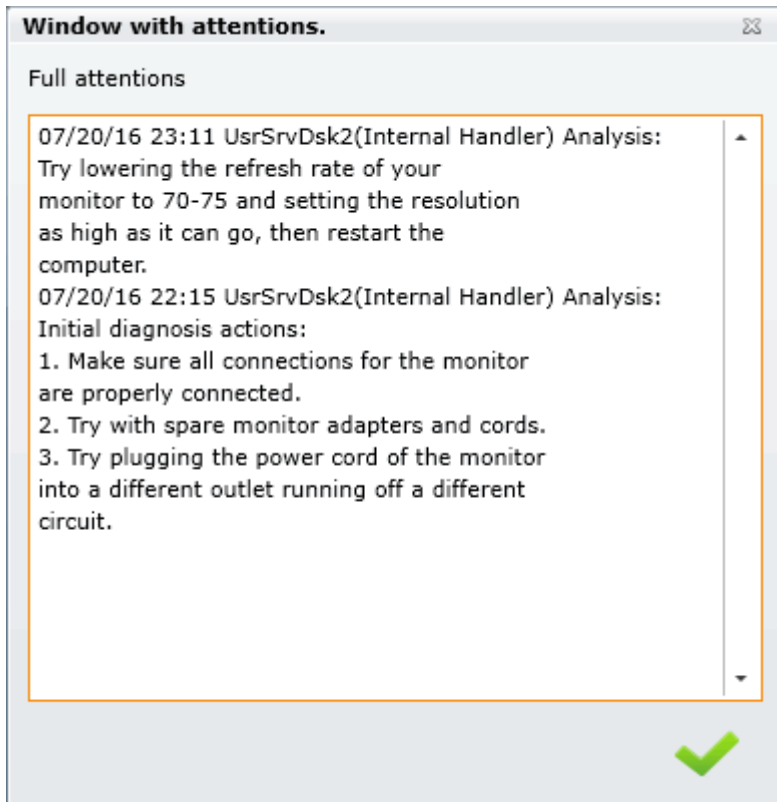 Window with attentions.
Full attentions
07/20/16 23:11 UsrSrvDsk2(Internal Handler) Analysis:
Try lowering the refresh rate of your
monitor to 70-75 and setting the resolution
as high as it can go, then restart the
computer.
07/20/16 22:15 UsrSrvDsk2(Internal Handler) Analysis:
Initial diagnosis actions:
1. Make sure all connections for the monitor
are properly connected.
2. Try with spare monitor adapters and cords.
3. Try plugging the power cord of the monitor
into a different outlet running off a different
circuit.